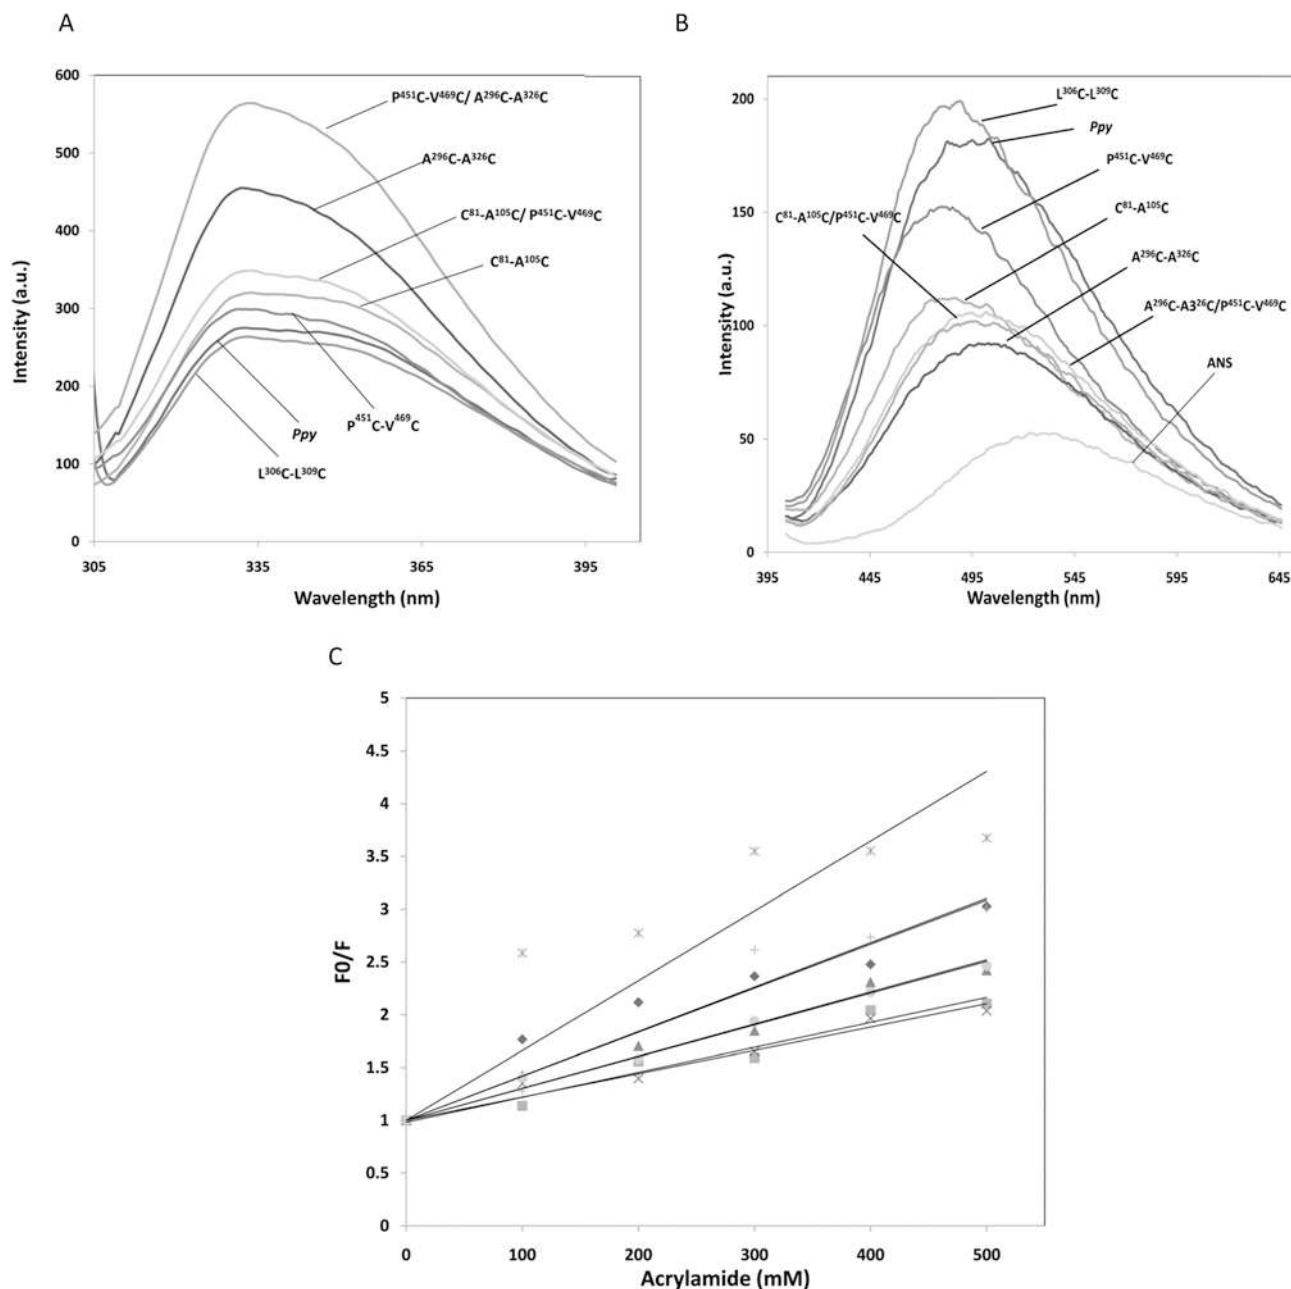 A
600
500
400
300
200
100
0
305
335
365
395
Intensity (a.u.)
Wavelength (nm)
P⁴⁵¹C-V⁴⁶⁹C/ A²⁹⁶C-A³²⁶C
A²⁹⁶C-A³²⁶C
C⁸¹-A¹⁰⁵C/ P⁴⁵¹C-V⁴⁶⁹C
C⁸¹-A¹⁰⁵C
Ppy
P⁴⁵¹C-V⁴⁶⁹C
L³⁰⁶C-L³⁰⁹C
B
200
150
100
50
0
395
445
495
545
595
645
Intensity (a.u.)
Wavelength (nm)
L³⁰⁶C-L³⁰⁹C
Ppy
P⁴⁵¹C-V⁴⁶⁹C
C⁸¹-A¹⁰⁵C
C⁸¹-A¹⁰⁵C/P⁴⁵¹C-V⁴⁶⁹C
A²⁹⁶C-A³²⁶C
A²⁹⁶C-A3²⁶C/P⁴⁵¹C-V⁴⁶⁹C
ANS
C
5
4.5
4
3.5
3
2.5
2
1.5
1
0.5
0
0
100
200
300
400
500
F0/F
Acrylamide (mM)